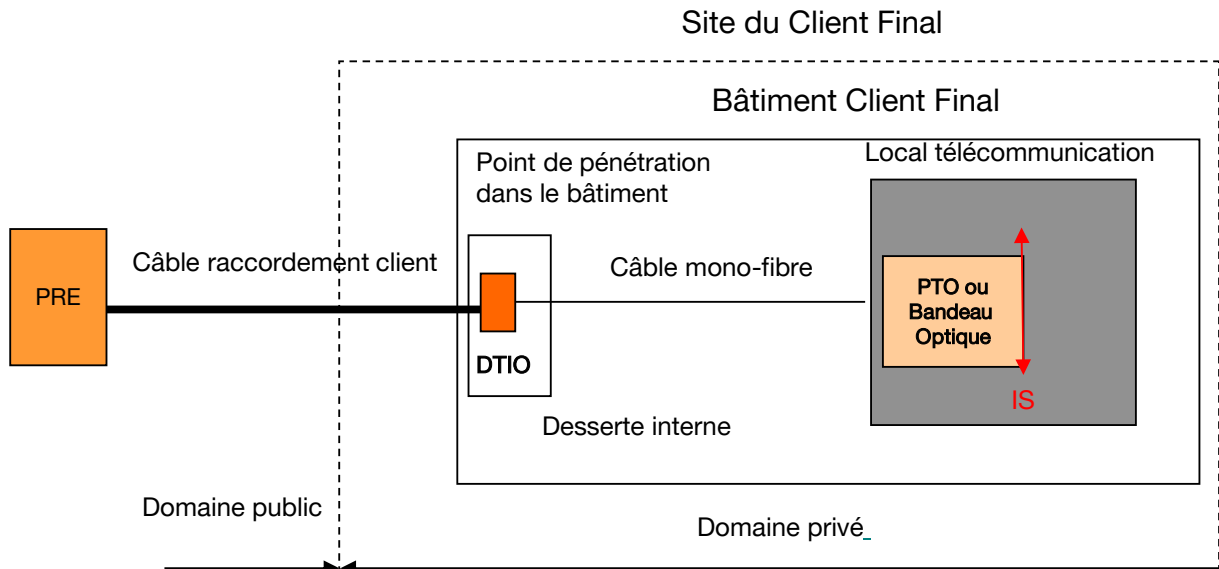 Site du Client Final
Bâtiment Client Final
Point de pénétration
dans le bâtiment
Local télécommunication
Câble raccordement client
Câble mono-fibre
PRE
PTO ou
Bandeau
Optique
DTIO
IS
Desserte interne
Domaine public
Domaine privé